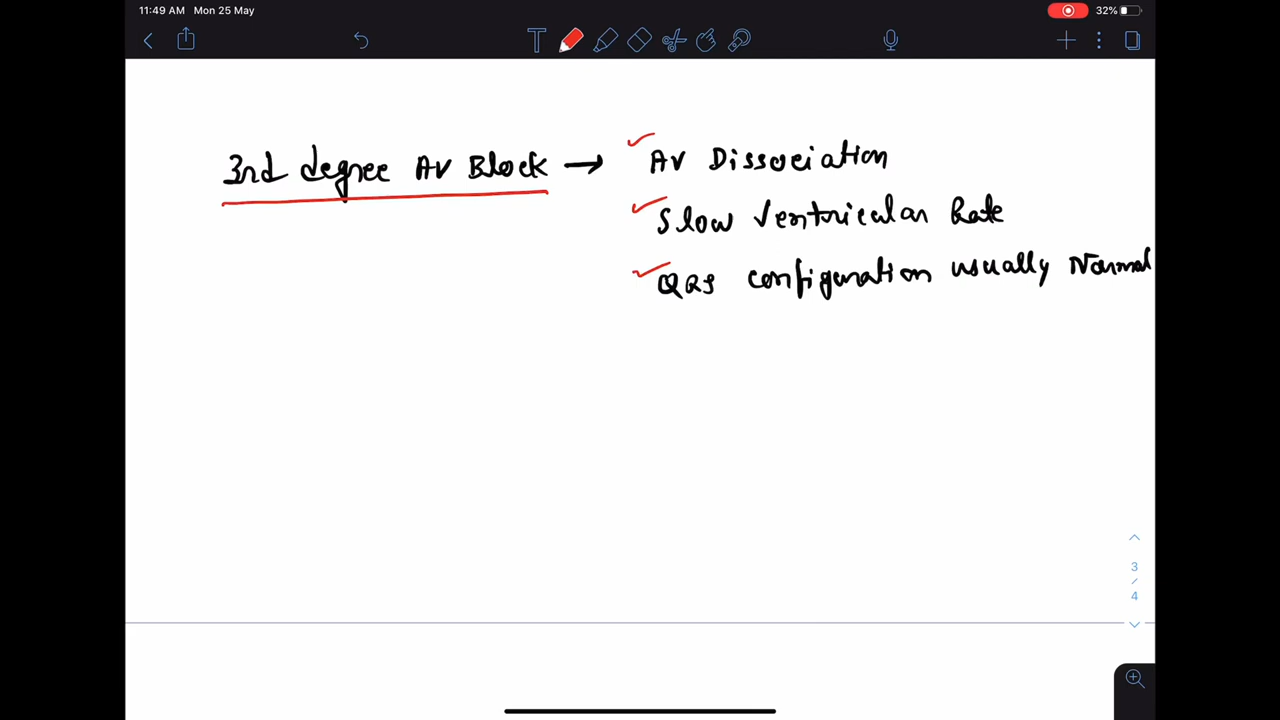 11:49 AM Mon 25 May
32%
3rd degree AV Block → AV Dissociation
Slow Ventricular Rate
QRS configuration usually Normal
3
/
4